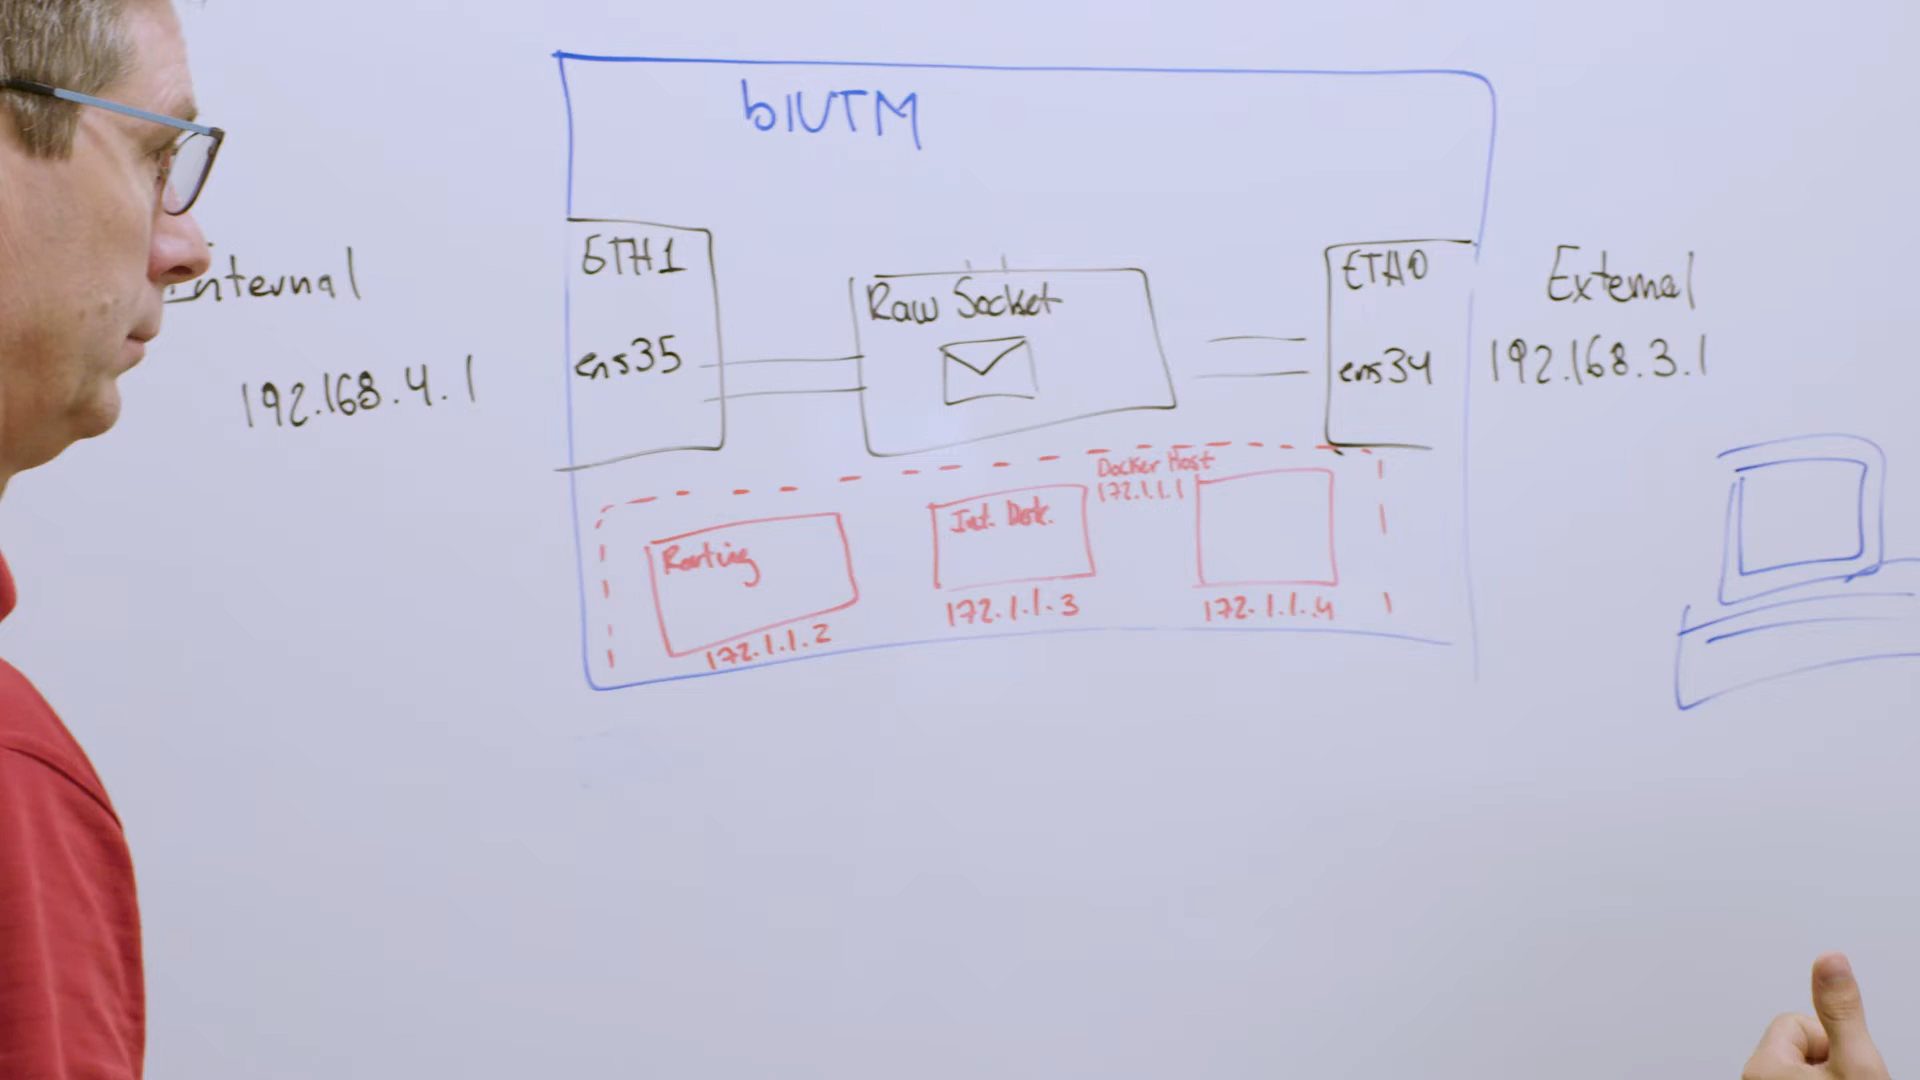 bIUTM
Internal
192.168.4.1
ETH1
ens35
Raw Socket
ETH0
ens34
External
192.168.3.1
Docker Host
172.1.1.1
Routing
172.1.1.2
Int. Detc.
172.1.1.3
172.1.1.4